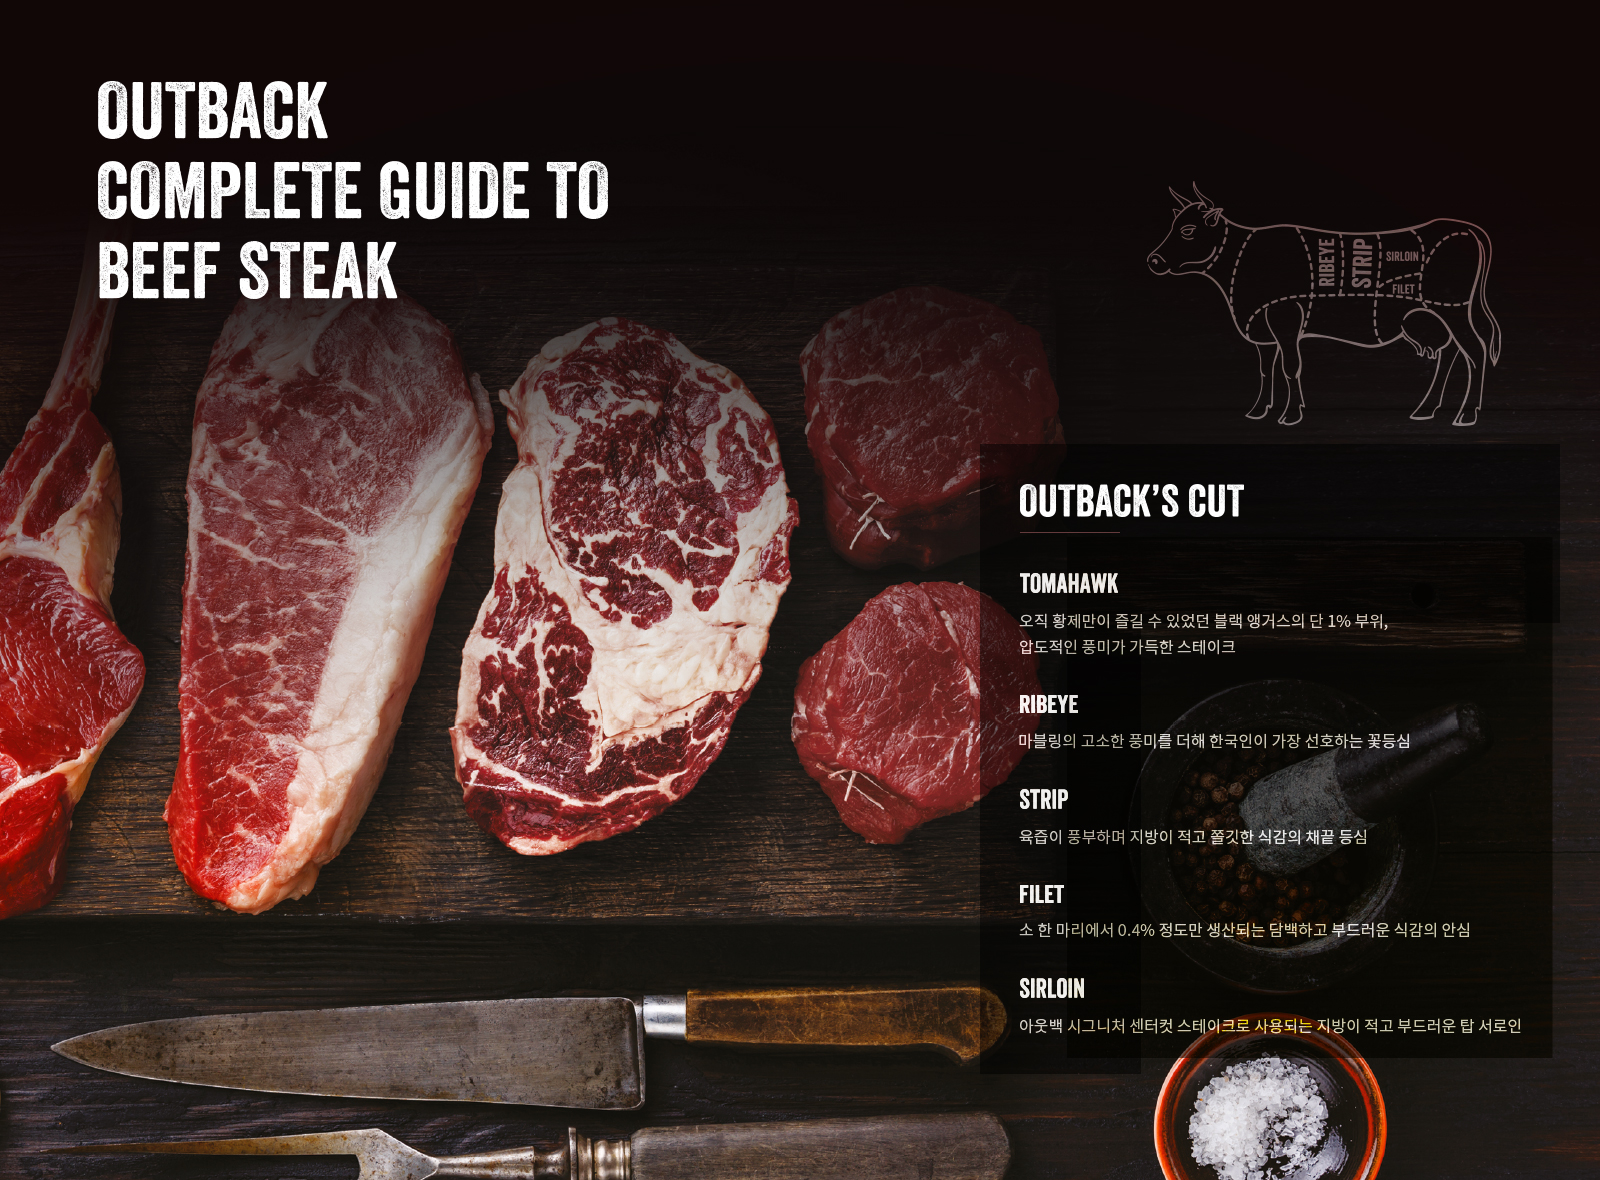 OUTBACK
COMPLETE GUIDE TO
BEEF STEAK
RIBEYE
STRIP
SIRLOIN
FILET
OUTBACK'S CUT
TOMAHAWK
오직 황제만이 즐길 수 있었던 블랙 앵거스의 단 1% 부위,
압도적인 풍미가 가득한 스테이크
RIBEYE
마블링의 고소한 풍미를 더해 한국인이 가장 선호하는 꽃등심
STRIP
육즙이 풍부하며 지방이 적고 쫄깃한 식감의 채끝 등심
FILET
소 한 마리에서 0.4% 정도만 생산되는 담백하고 부드러운 식감의 안심
SIRLOIN
아웃백 시그니처 센터컷 스테이크로 사용되는 지방이 적고 부드러운 탑 서로인